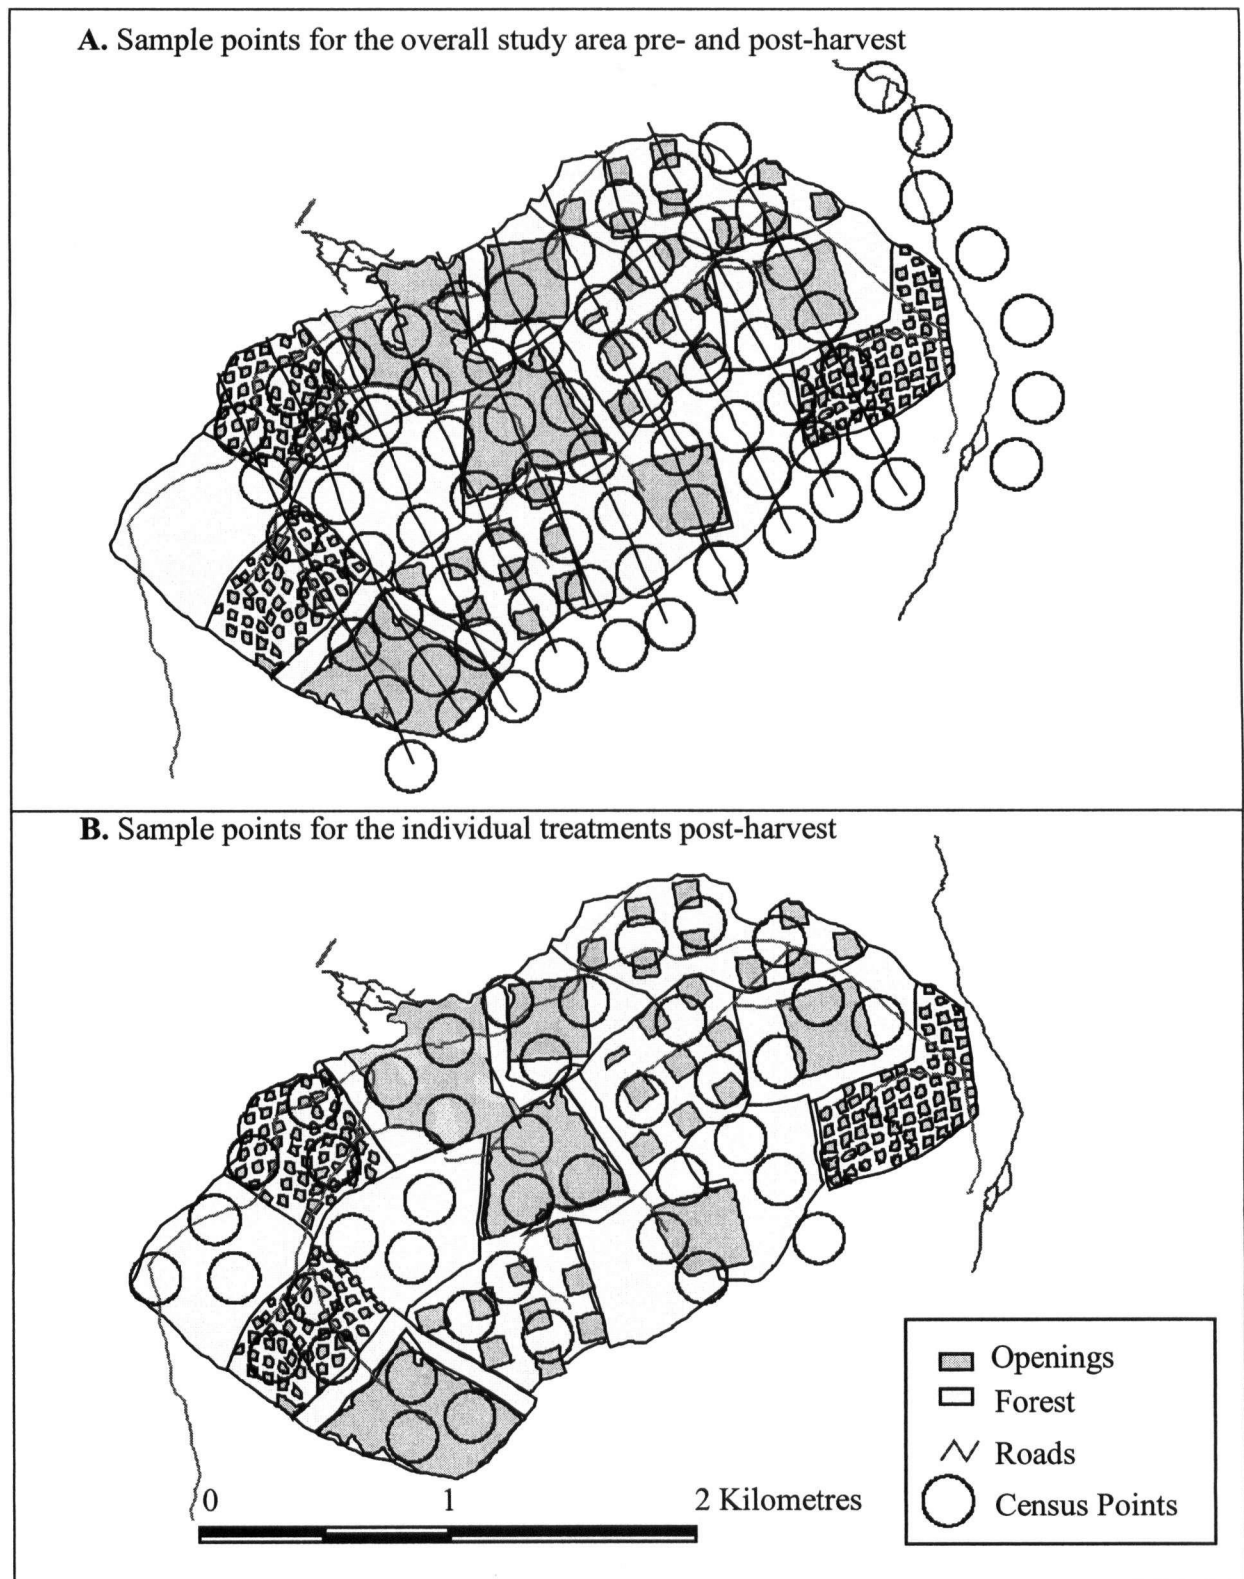 A. Sample points for the overall study area pre- and post-harvest
B. Sample points for the individual treatments post-harvest
Openings
Forest
Roads
Census Points
0 1 2 Kilometres